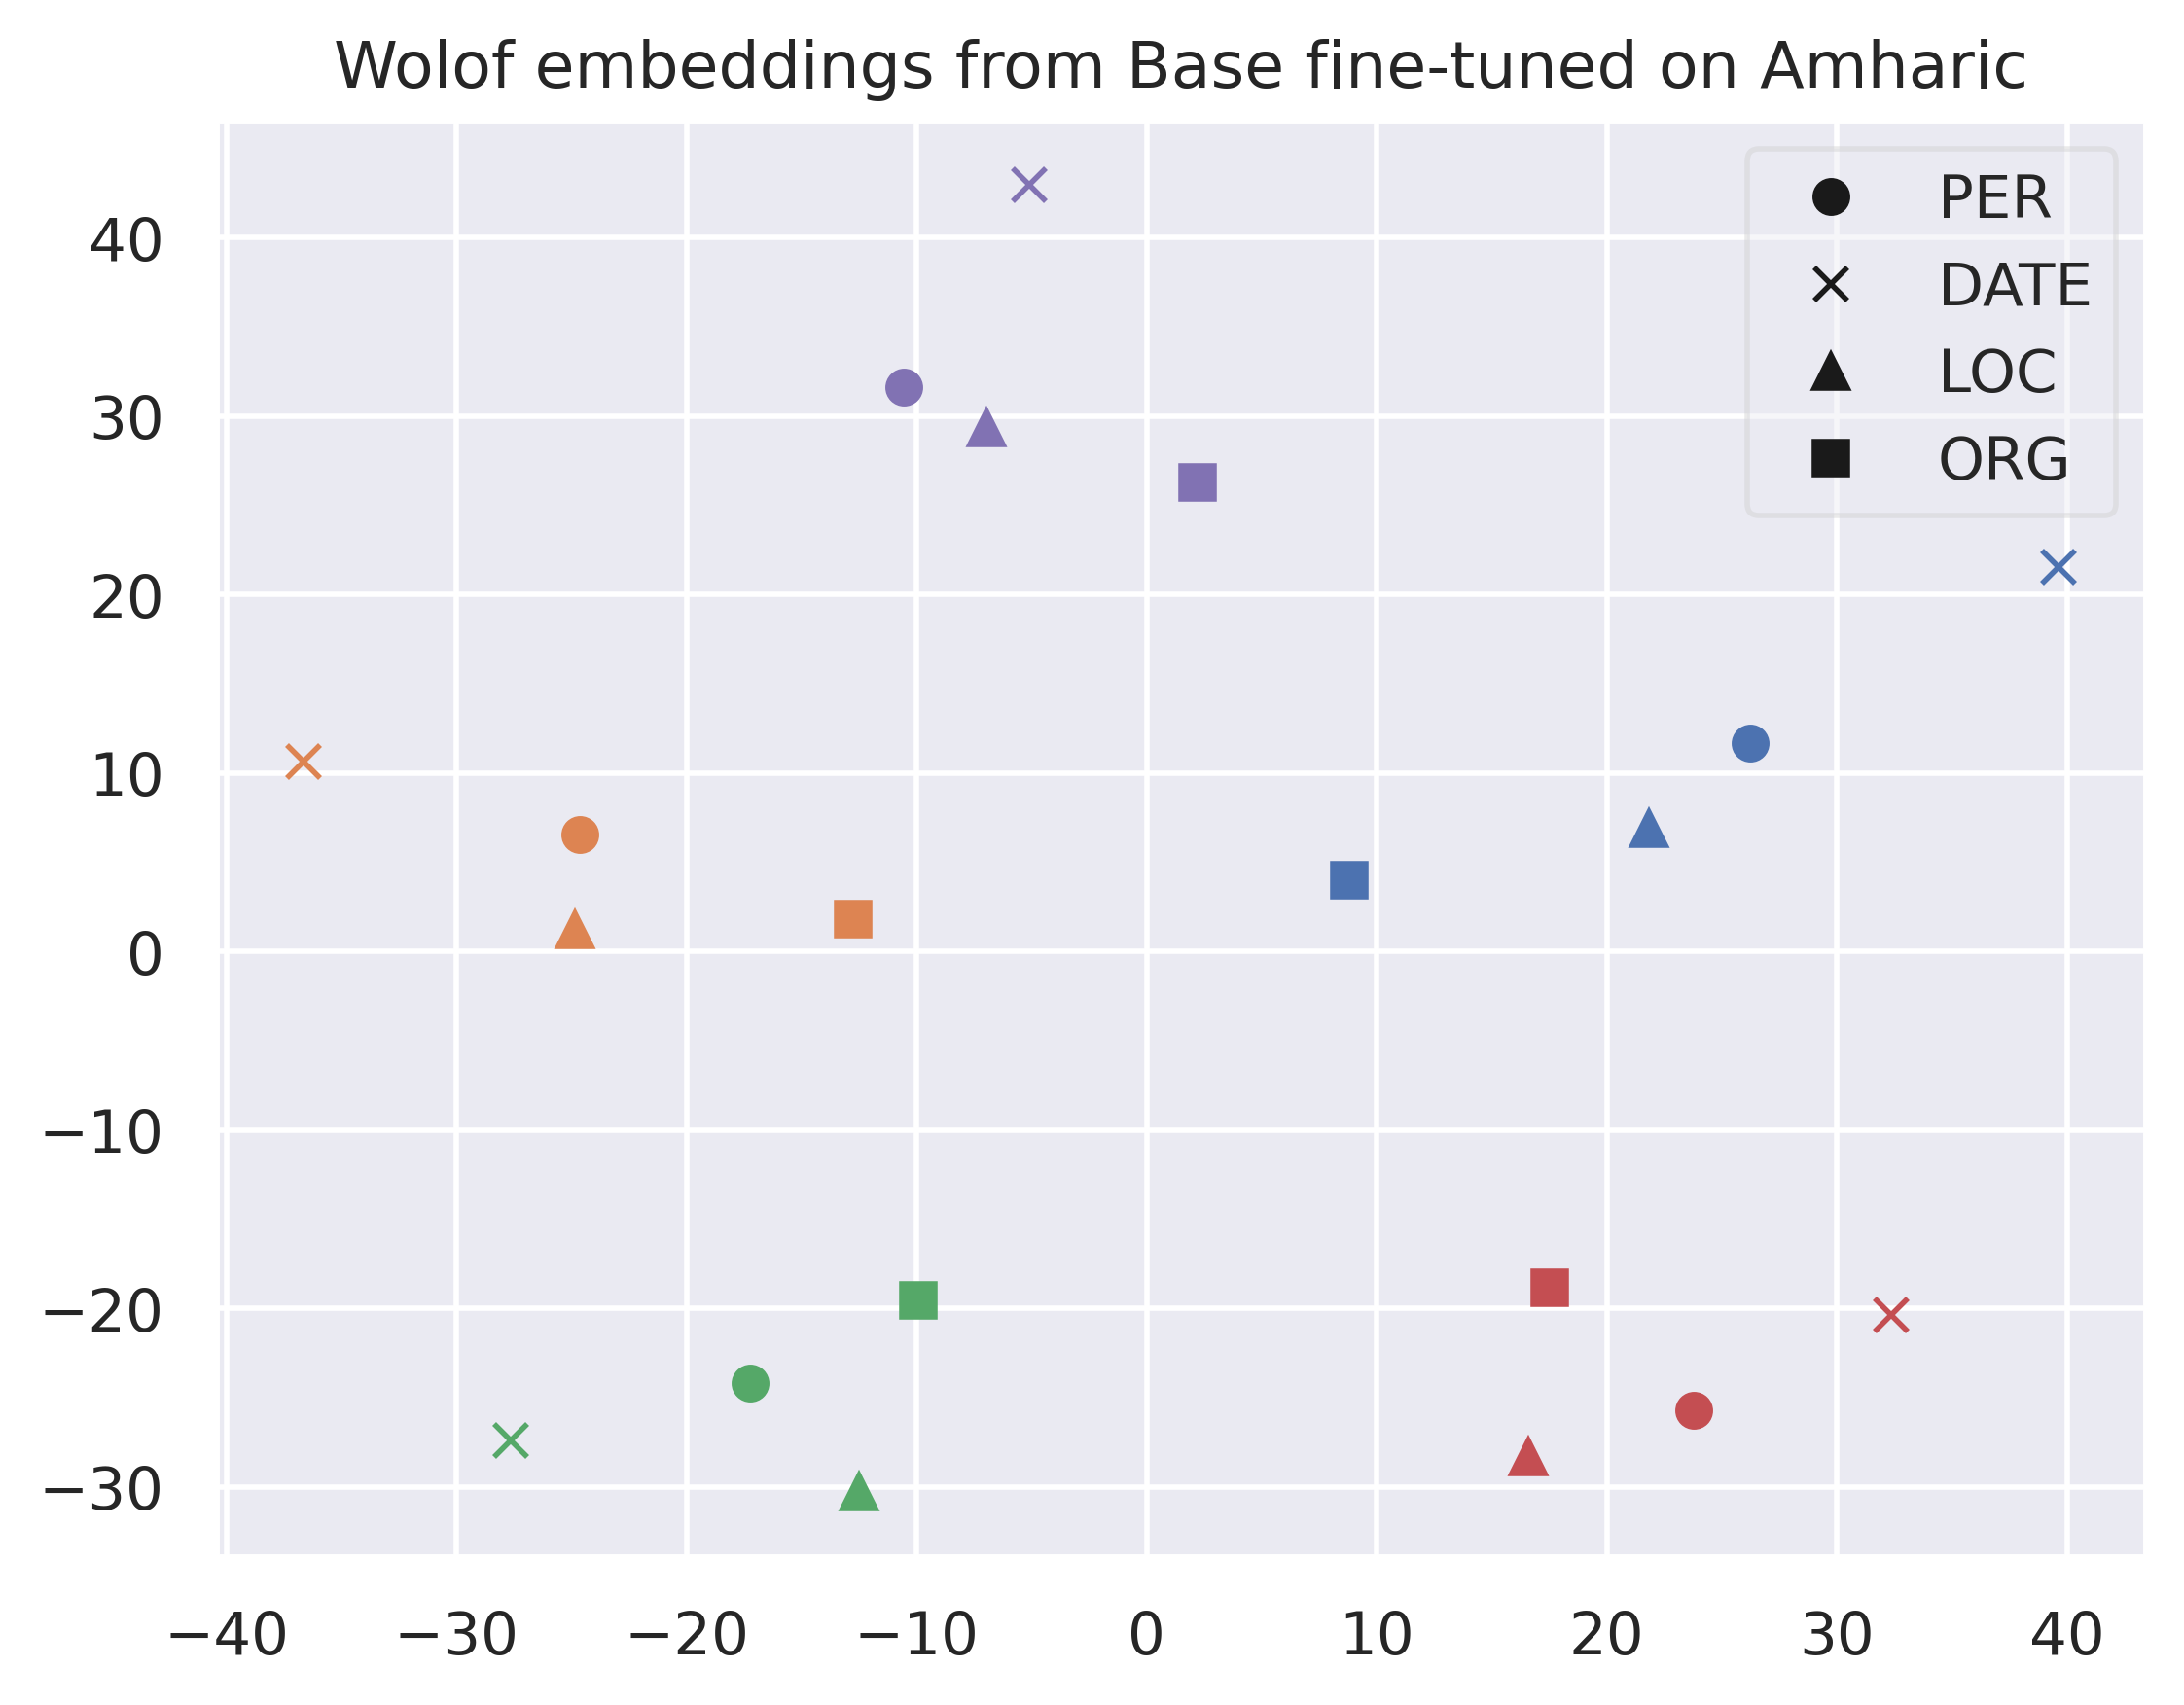 Wolof embeddings from Base fine-tuned on Amharic
PER
DATE
LOC
ORG
40
30
20
10
0
−10
−20
−30
−40 −30 −20 −10 0 10 20 30 40